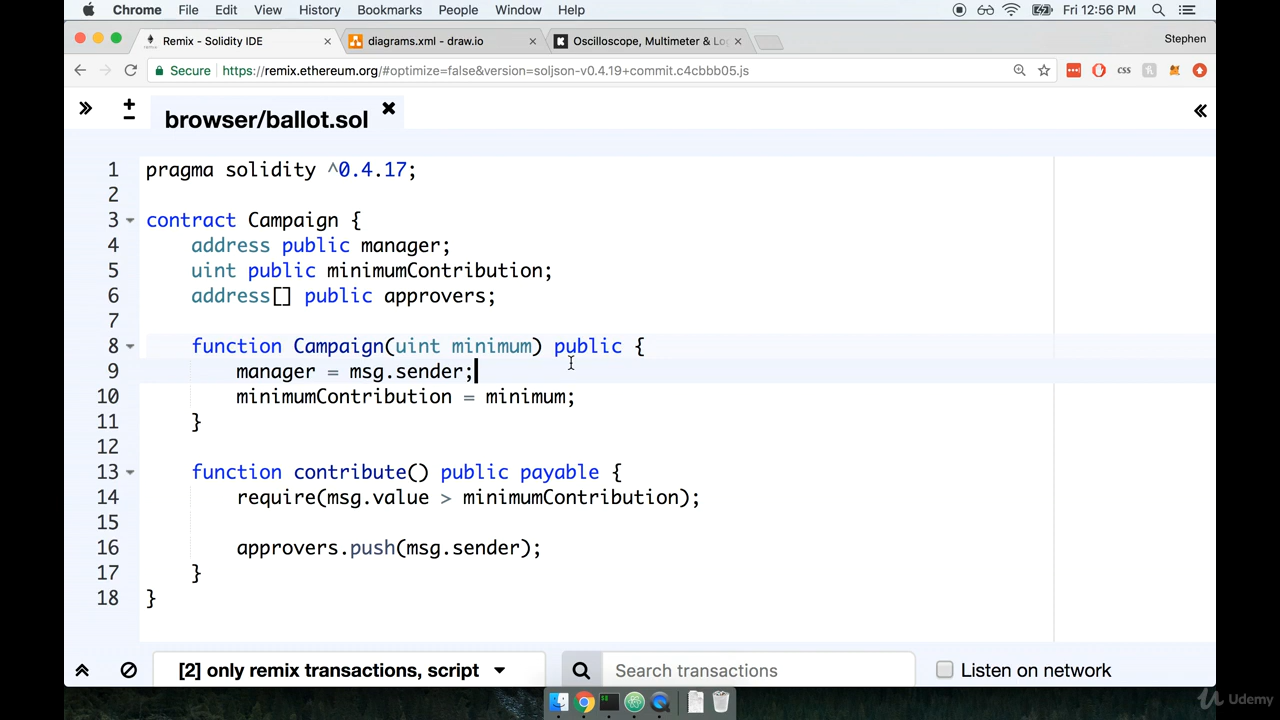 Chrome File Edit View History Bookmarks People Window Help Fri 12:56 PM
Remix - Solidity IDE diagrams.xml - draw.io Oscilloscope, Multimeter & Lo Stephen
Secure https://remix.ethereum.org/#optimize=false&version=soljson-v0.4.19+commit.c4cbbb05.js css
browser/ballot.sol
1 pragma solidity ^0.4.17;
2
3 contract Campaign {
4 address public manager;
5 uint public minimumContribution;
6 address[] public approvers;
7
8 function Campaign(uint minimum) public {
9 manager = msg.sender;
10 minimumContribution = minimum;
11 }
12
13 function contribute() public payable {
14 require(msg.value > minimumContribution);
15
16 approvers.push(msg.sender);
17 }
18 }
[2] only remix transactions, script Search transactions Listen on network
Udemy